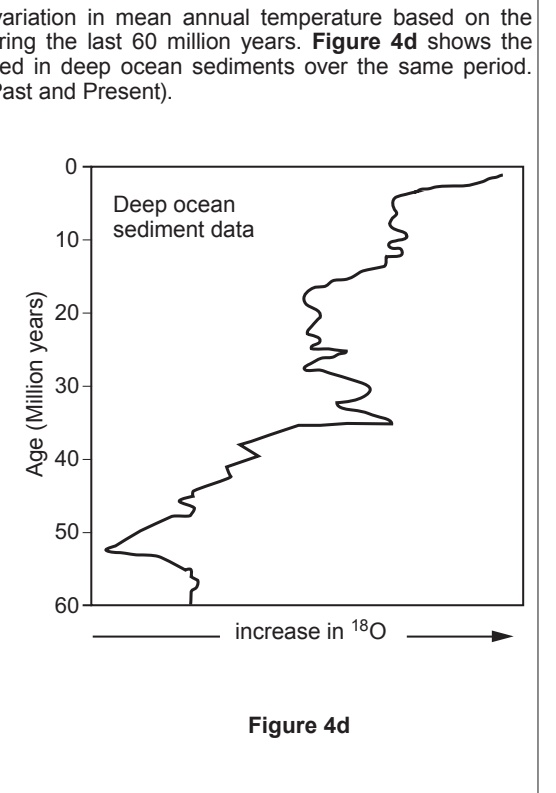 variation in mean annual temperature based on the
ring the last 60 million years. Figure 4d shows the
ed in deep ocean sediments over the same period.
Past and Present).
0
Deep ocean
sediment data
10
20
30
40
50
60
Age (Million years)
increase in ¹⁸O
Figure 4d